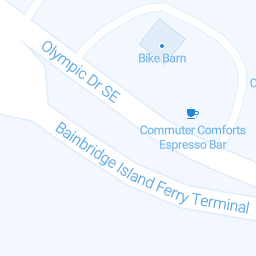 Olympic Dr SE
Bike Barn
Commuter Comforts
Espresso Bar
Bainbridge Island Ferry Terminal